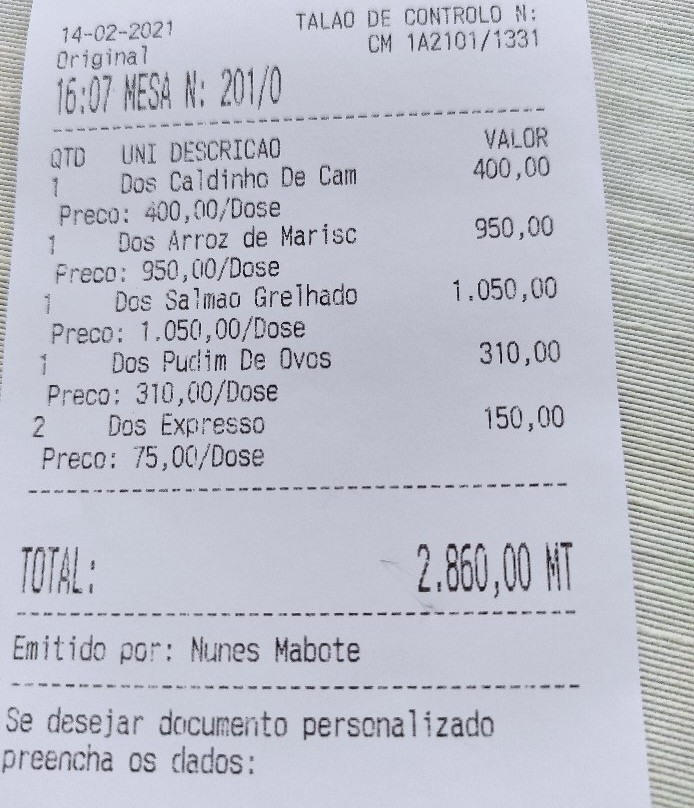 14-02-2021 TALAO DE CONTROLO N:
Original CM 1A2101/1331
16:07 MESA N: 201/0
QTD UNI DESCRICAO VALOR
1 Dos Caldinho De Cam 400,00
Preco: 400,00/Dose
1 Dos Arroz de Marisc 950,00
Preco: 950,00/Dose
1 Dos Salmao Grelhado 1.050,00
Preco: 1.050,00/Dose
1 Dos Pudim De Ovos 310,00
Preco: 310,00/Dose
2 Dos Expresso 150,00
Preco: 75,00/Dose
TOTAL: 2.860,00 MT
Emitido por: Nunes Mabote
Se desejar documento personalizado
preencha os dados: